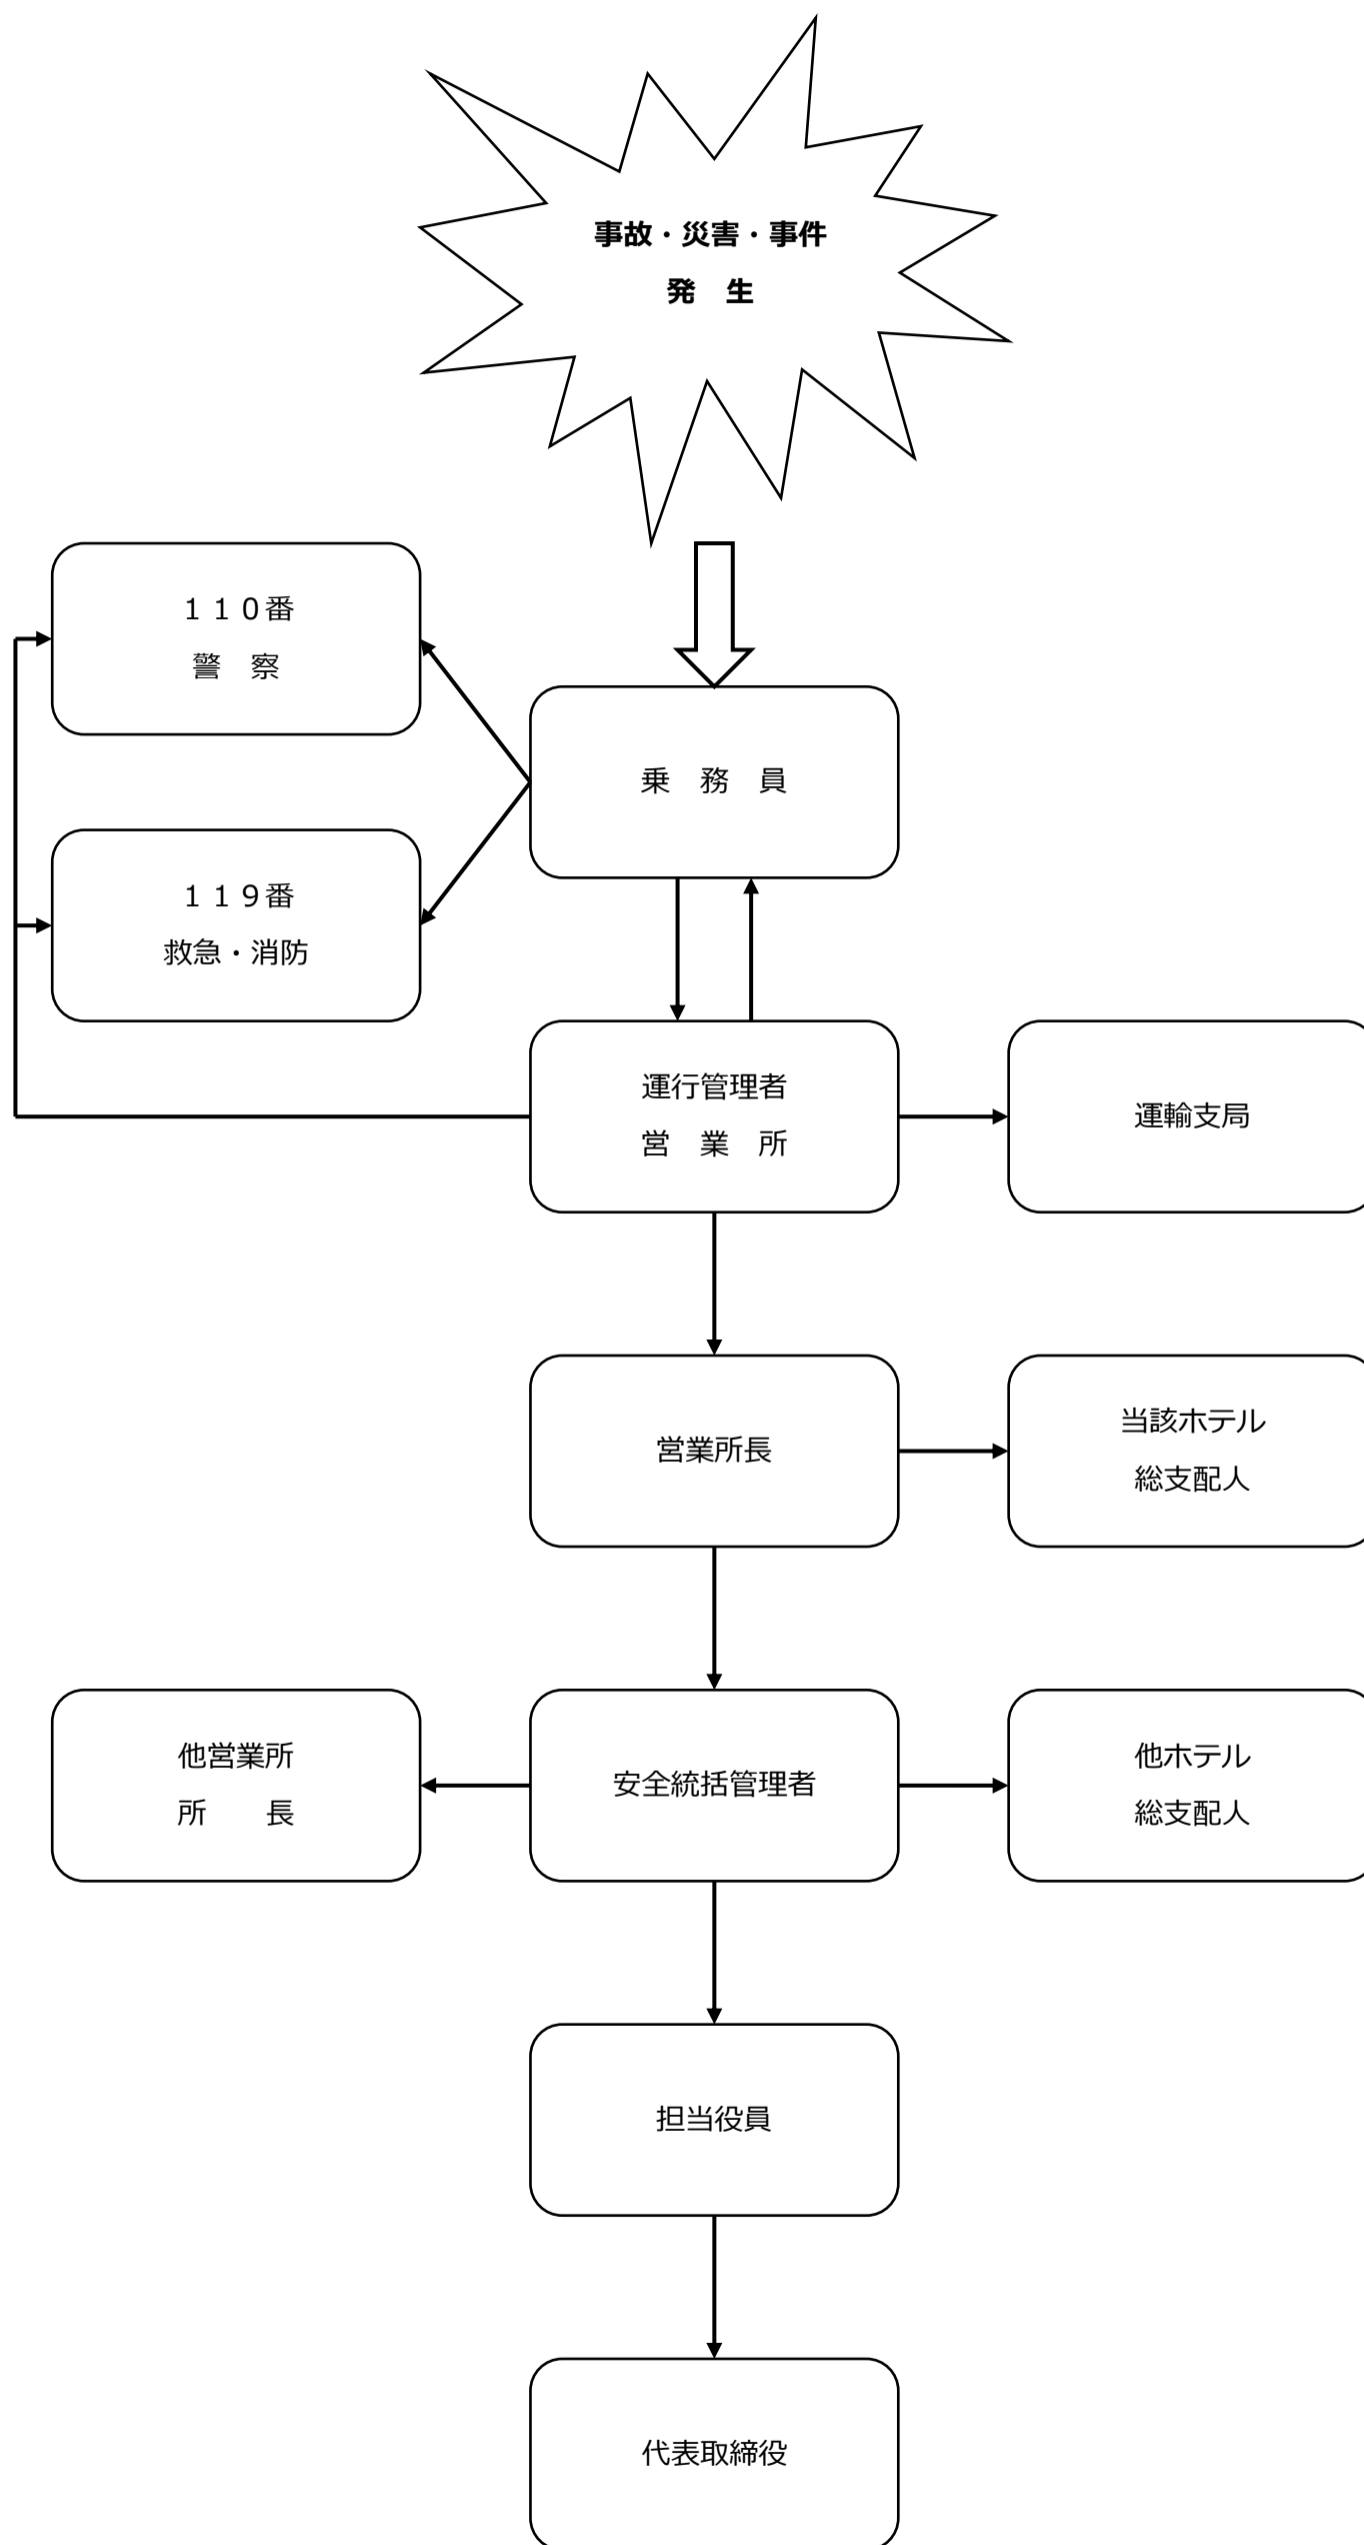 事故・災害・事件
発　生
１１０番
警　察
乗　務　員
１１９番
救急・消防
運行管理者
営　業　所
運輸支局
営業所長
当該ホテル
総支配人
他営業所
所　　長
安全統括管理者
他ホテル
総支配人
担当役員
代表取締役